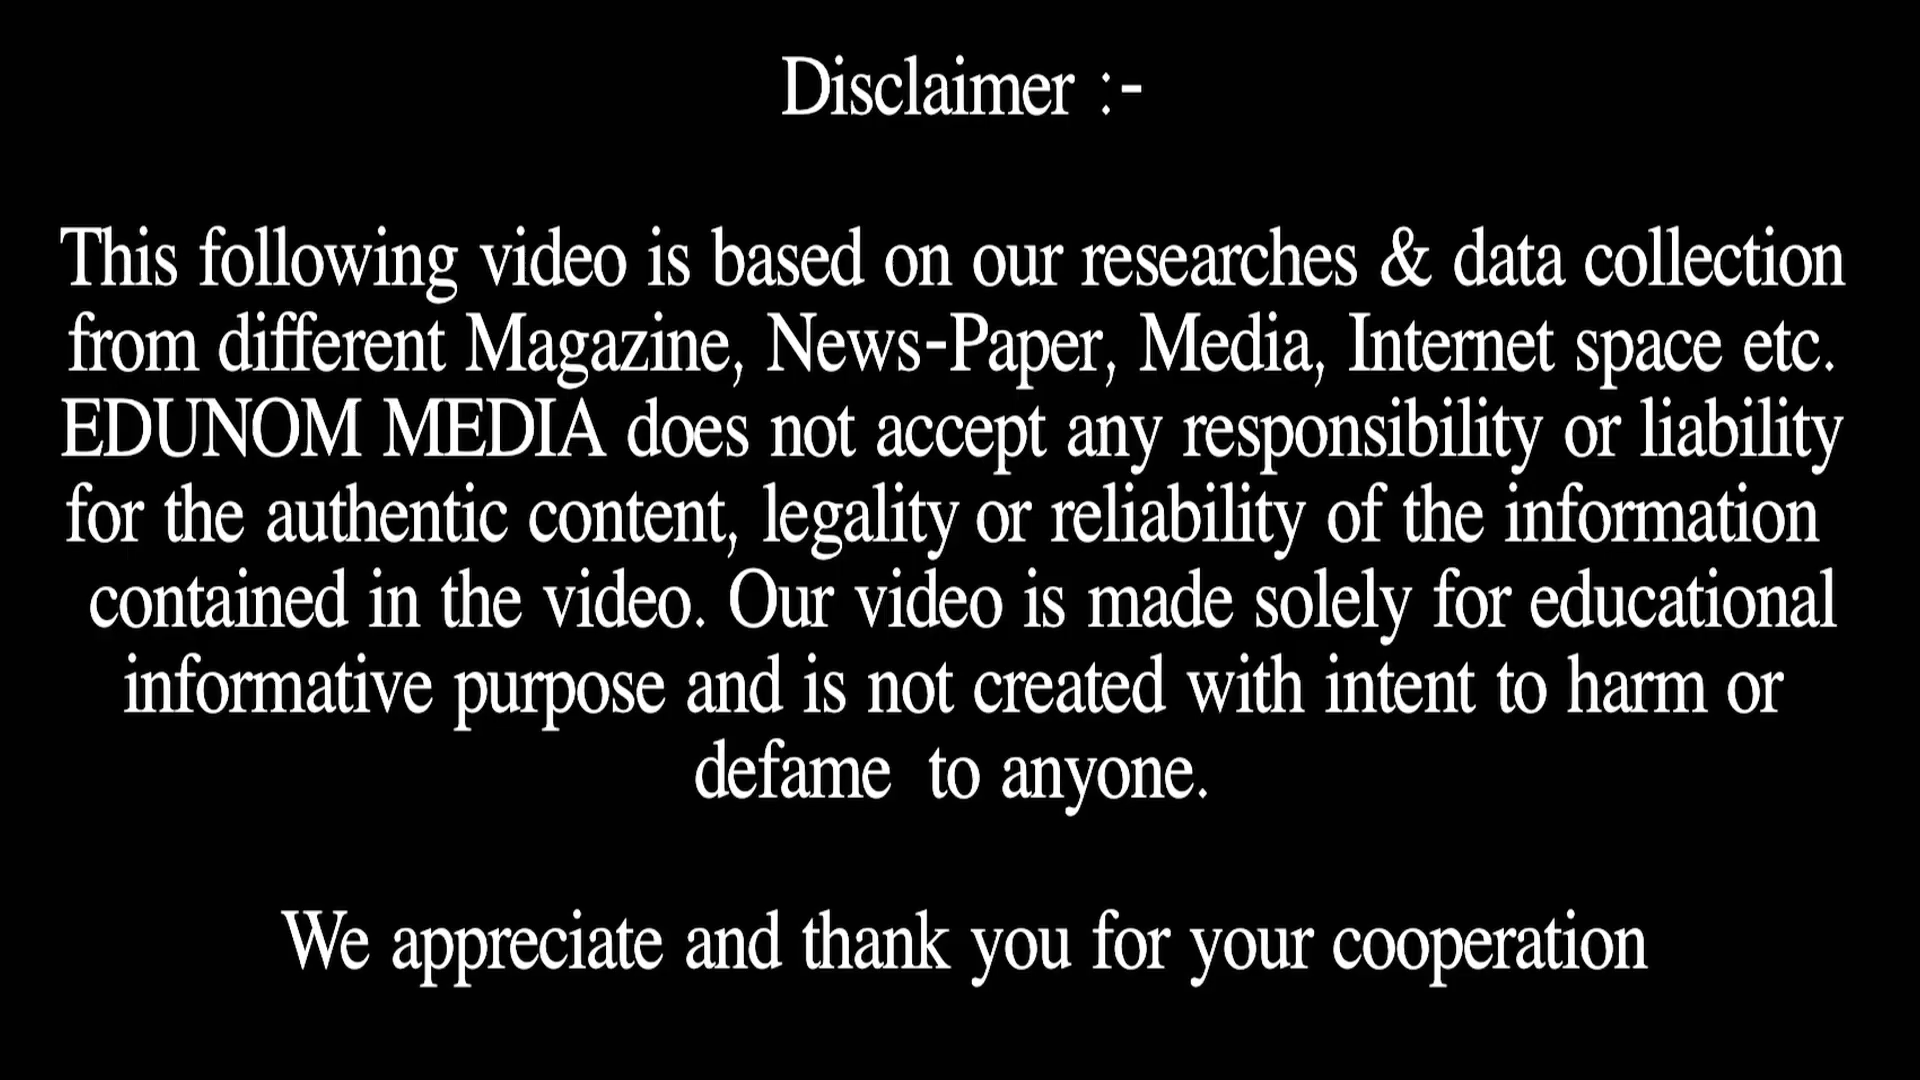 Disclaimer :-
This following video is based on our researches & data collection
from different Magazine, News-Paper, Media, Internet space etc.
EDUNOM MEDIA does not accept any responsibility or liability
for the authentic content, legality or reliability of the information
contained in the video. Our video is made solely for educational
informative purpose and is not created with intent to harm or
defame to anyone.
We appreciate and thank you for your cooperation